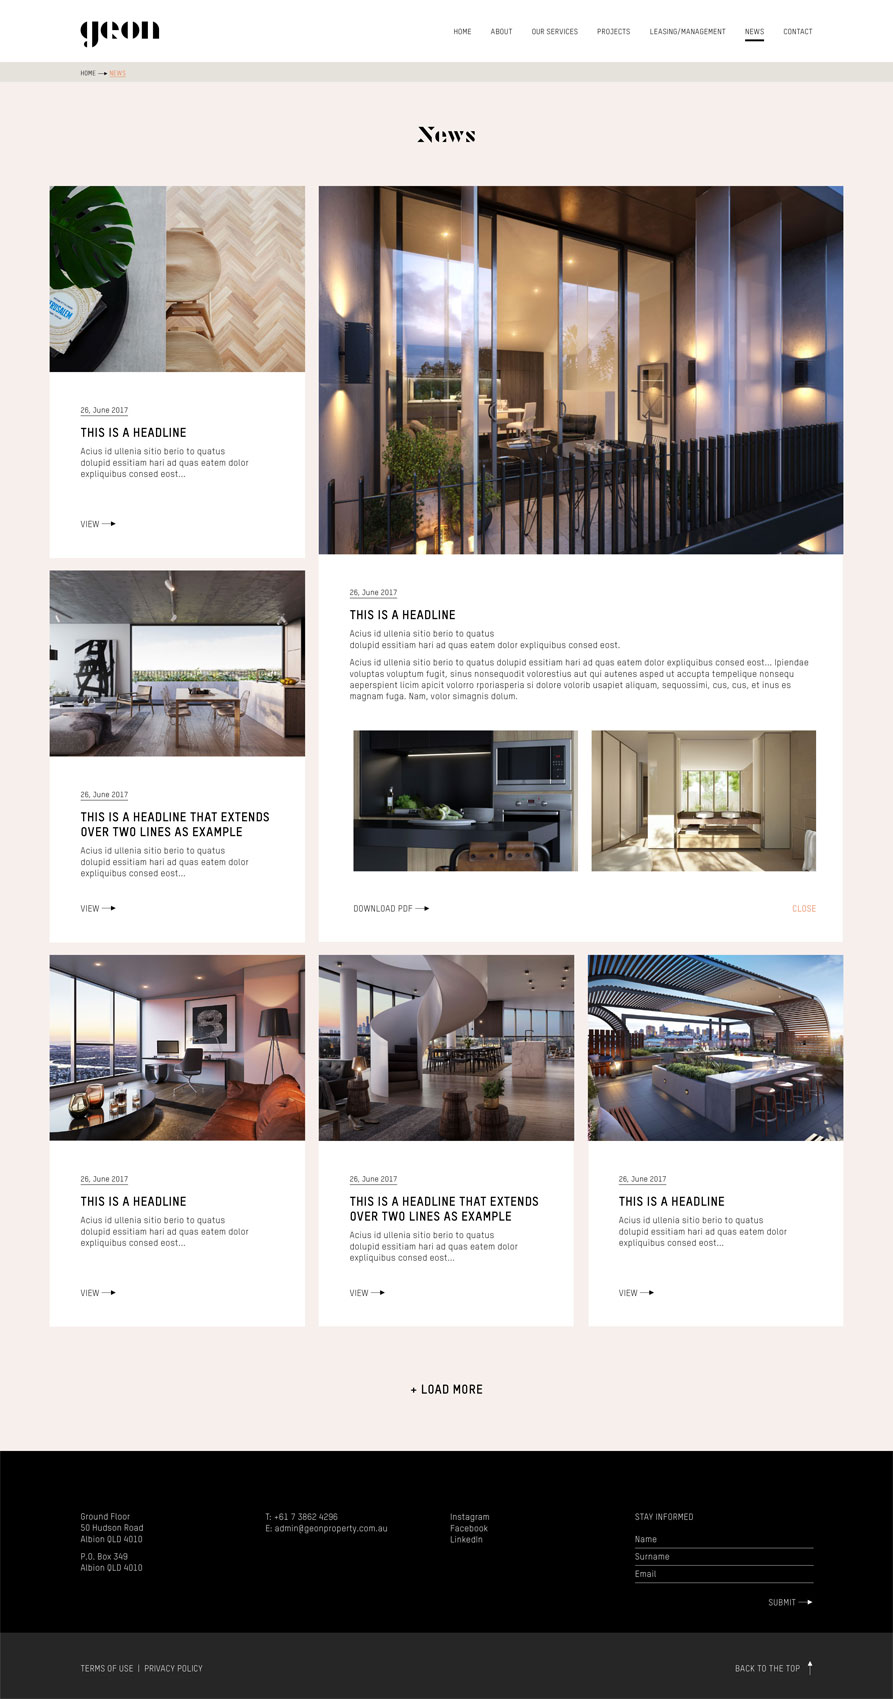 geon
HOME ABOUT OUR SERVICES PROJECTS LEASING/MANAGEMENT NEWS CONTACT
HOME NEWS
News
JERUSALEM
26, June 2017
THIS IS A HEADLINE
Acius id ullenia sitio berio to quatus
dolupid essitiam hari ad quas eatem dolor
expliquibus consed eost...
VIEW
26, June 2017
THIS IS A HEADLINE
Acius id ullenia sitio berio to quatus
dolupid essitiam hari ad quas eatem dolor expliquibus consed eost.
Acius id ullenia sitio berio to quatus dolupid essitiam hari ad quas eatem dolor expliquibus consed eost... Ipiendae
voluptas voluptum fugit, sinus nonsequodit volorestius aut qui autenes asped ut accupta tempelique nonsequ
aeperspient licim apicit volorro rporiasperia si dolore volorib usapiet aliquam, sequossimi, cus, cus, et inus es
magnam fuga. Nam, volor simagnis dolum.
DOWNLOAD PDF
CLOSE
26, June 2017
THIS IS A HEADLINE THAT EXTENDS
OVER TWO LINES AS EXAMPLE
Acius id ullenia sitio berio to quatus
dolupid essitiam hari ad quas eatem dolor
expliquibus consed eost...
VIEW
26, June 2017
THIS IS A HEADLINE
Acius id ullenia sitio berio to quatus
dolupid essitiam hari ad quas eatem dolor
expliquibus consed eost...
VIEW
26, June 2017
THIS IS A HEADLINE THAT EXTENDS
OVER TWO LINES AS EXAMPLE
Acius id ullenia sitio berio to quatus
dolupid essitiam hari ad quas eatem dolor
expliquibus consed eost...
VIEW
26, June 2017
THIS IS A HEADLINE
Acius id ullenia sitio berio to quatus
dolupid essitiam hari ad quas eatem dolor
expliquibus consed eost...
VIEW
+ LOAD MORE
Ground Floor
50 Hudson Road
Albion QLD 4010
P.O. Box 349
Albion QLD 4010
T: +61 7 3862 4296
E: admin@geonproperty.com.au
Instagram
Facebook
LinkedIn
STAY INFORMED
Name
Surname
Email
SUBMIT
TERMS OF USE | PRIVACY POLICY
BACK TO THE TOP